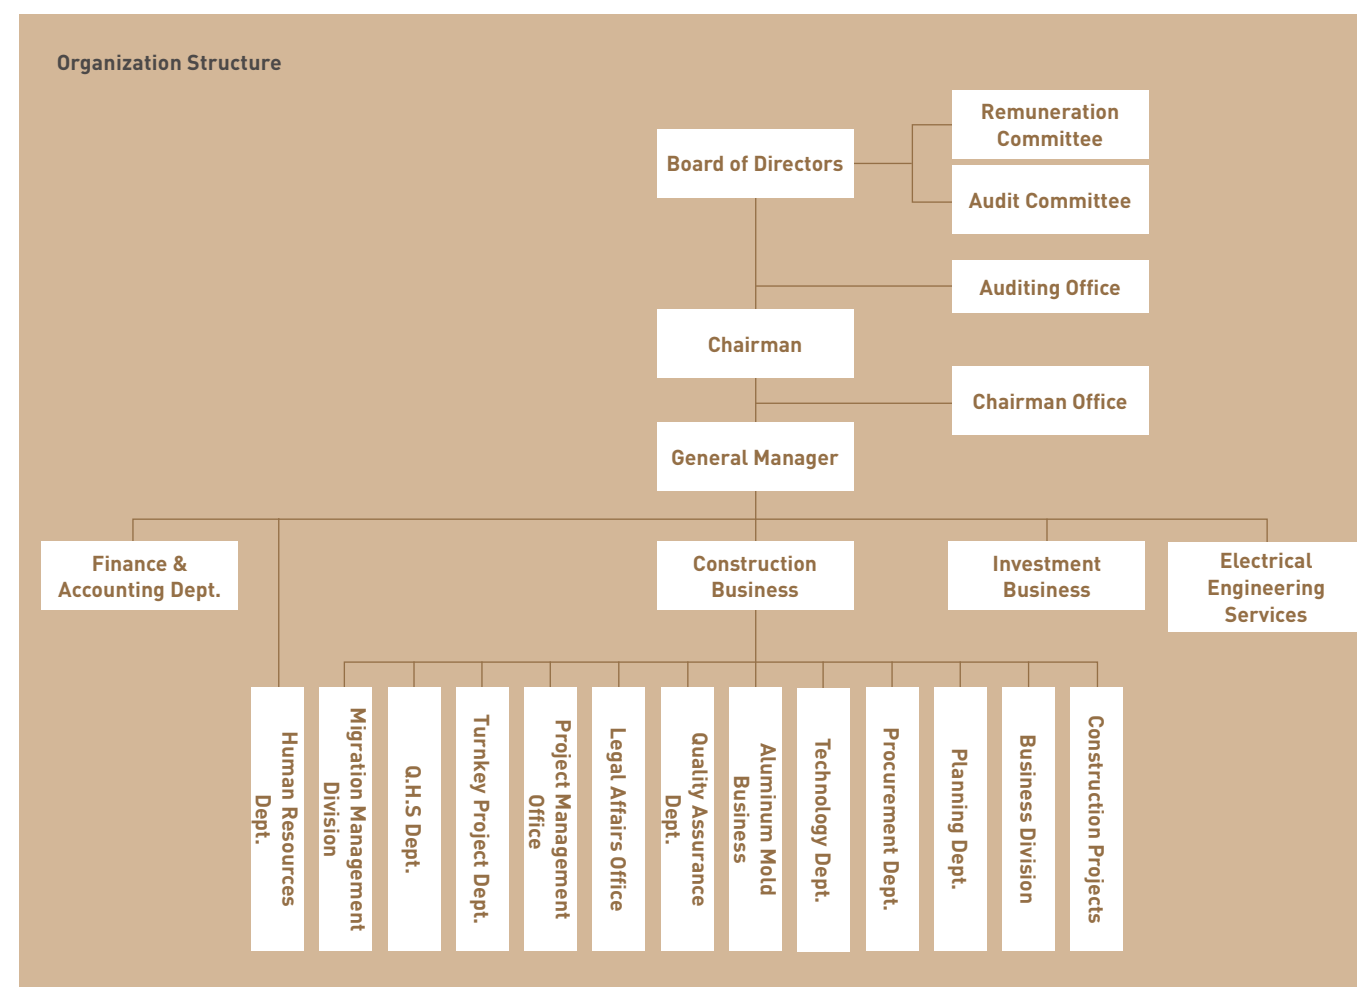 Organization Structure
Remuneration
Committee
Board of Directors
Audit Committee
Auditing Office
Chairman
Chairman Office
General Manager
Finance &
Accounting Dept.
Construction
Business
Investment
Business
Electrical
Engineering
Services
Human Resources
Dept.
Migration Management
Division
Q.H.S Dept.
Turnkey Project Dept.
Project Management
Office
Legal Affairs Office
Quality Assurance
Dept.
Aluminum Mold
Business
Technology Dept.
Procurement Dept.
Planning Dept.
Business Division
Construction Projects